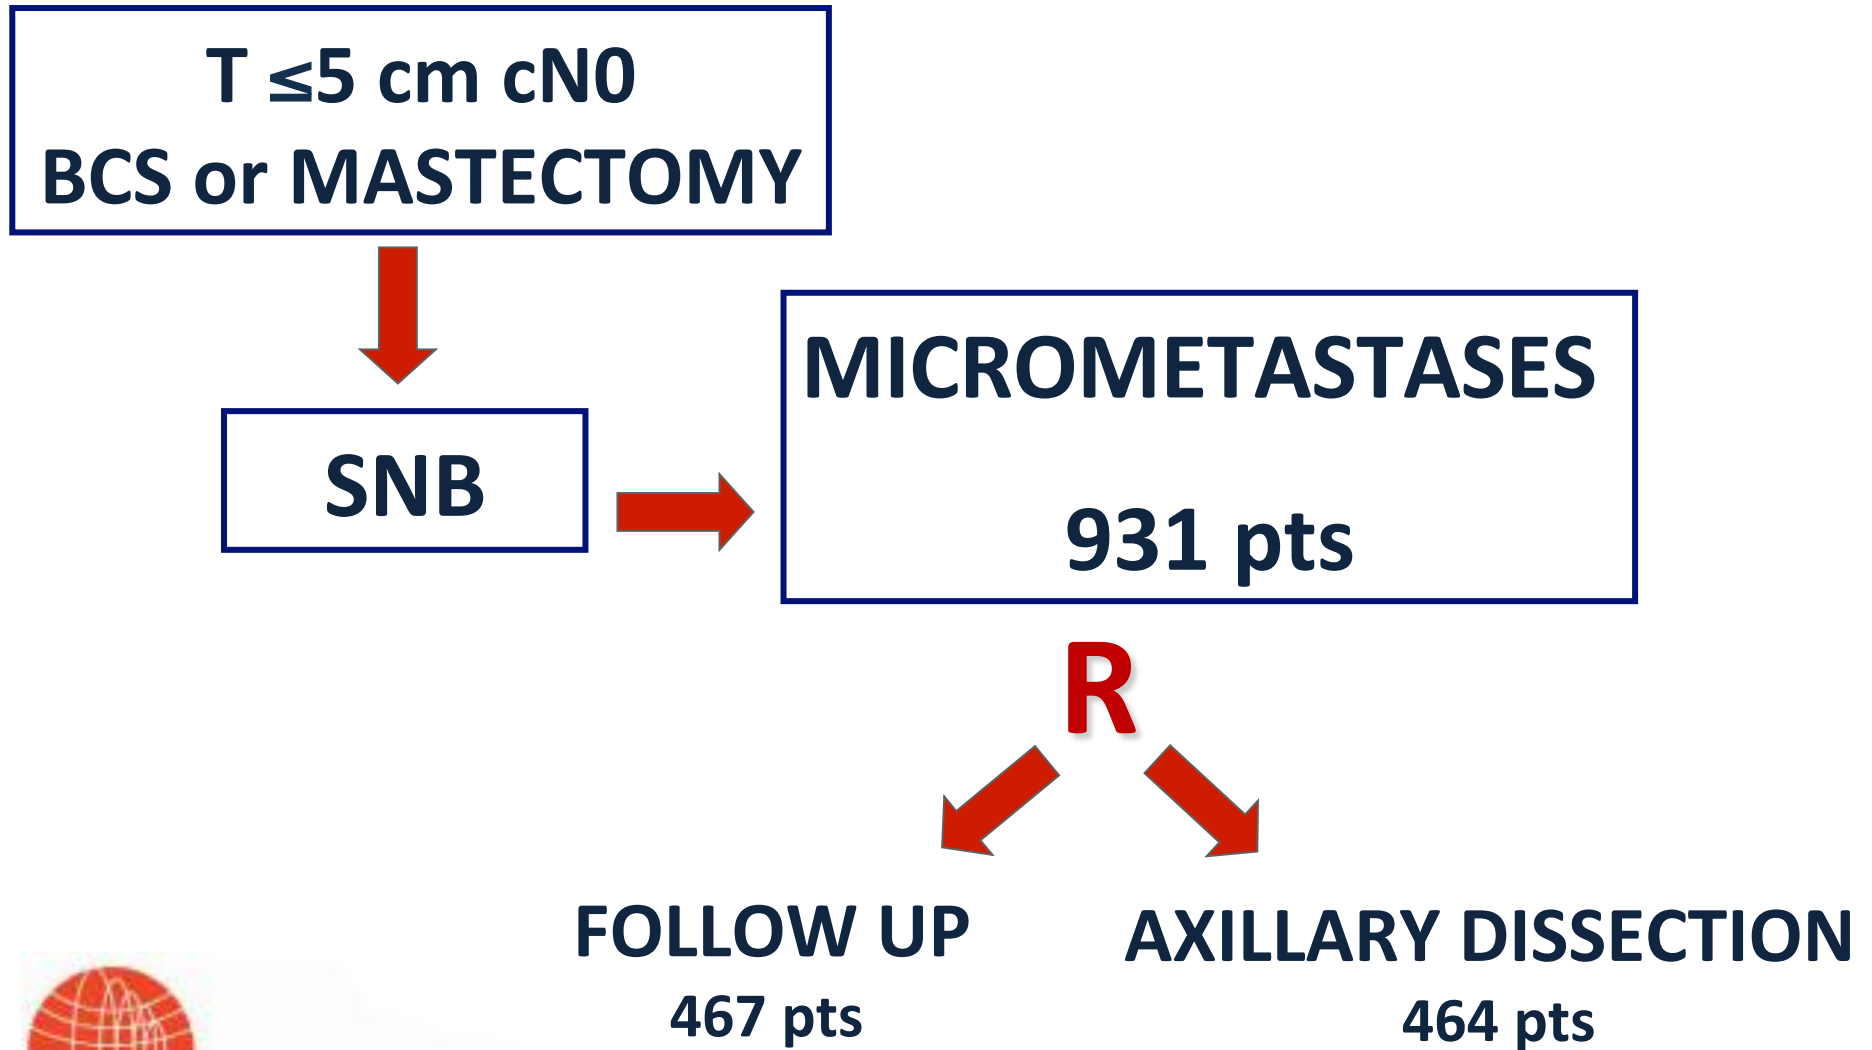 T ≤5 cm cN0
BCS or MASTECTOMY
SNB
MICROMETASTASES
931 pts
R
FOLLOW UP
467 pts
AXILLARY DISSECTION
464 pts